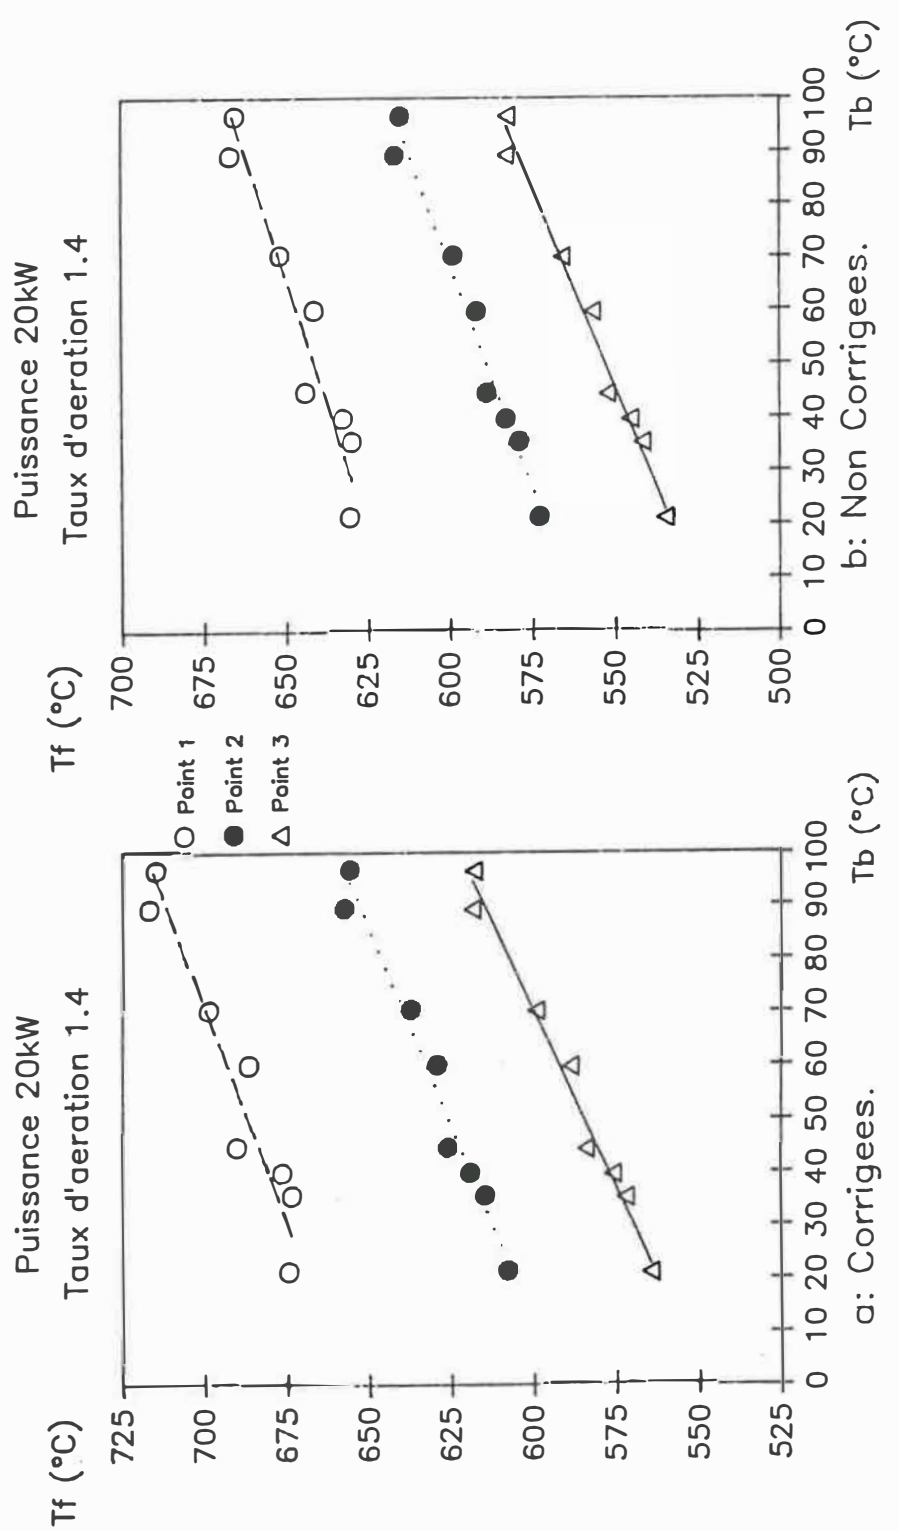 Puissance 20kW
Taux d'aeration 1.4
Tf (°C)
725
700
675
650
625
600
575
550
525
0 10 20 30 40 50 60 70 80 90 100
Tb (°C)
a: Corrigees.
Point 1
Point 2
Point 3
Puissance 20kW
Taux d'aeration 1.4
Tf (°C)
700
675
650
625
600
575
550
525
500
0 10 20 30 40 50 60 70 80 90 100
Tb (°C)
b: Non Corrigees.